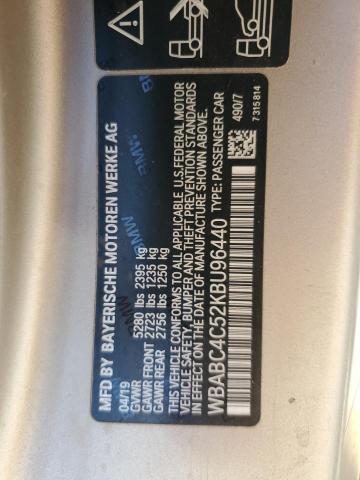 MFD BY BAYERISCHE MOTOREN WERKE AG
04/19
GVWR 5280 lbs 2395 kg
GAWR FRONT 2723 lbs 1235 kg
GAWR REAR 2756 lbs 1250 kg
THIS VEHICLE CONFORMS TO ALL APPLICABLE U.S. FEDERAL MOTOR
VEHICLE SAFETY, BUMPER AND THEFT PREVENTION STANDARDS
IN EFFECT ON THE DATE OF MANUFACTURE SHOWN ABOVE.
WBABC4C52KBU96440 TYPE: PASSENGER CAR
490/7
7 315 814
BMW
BMW
BMW